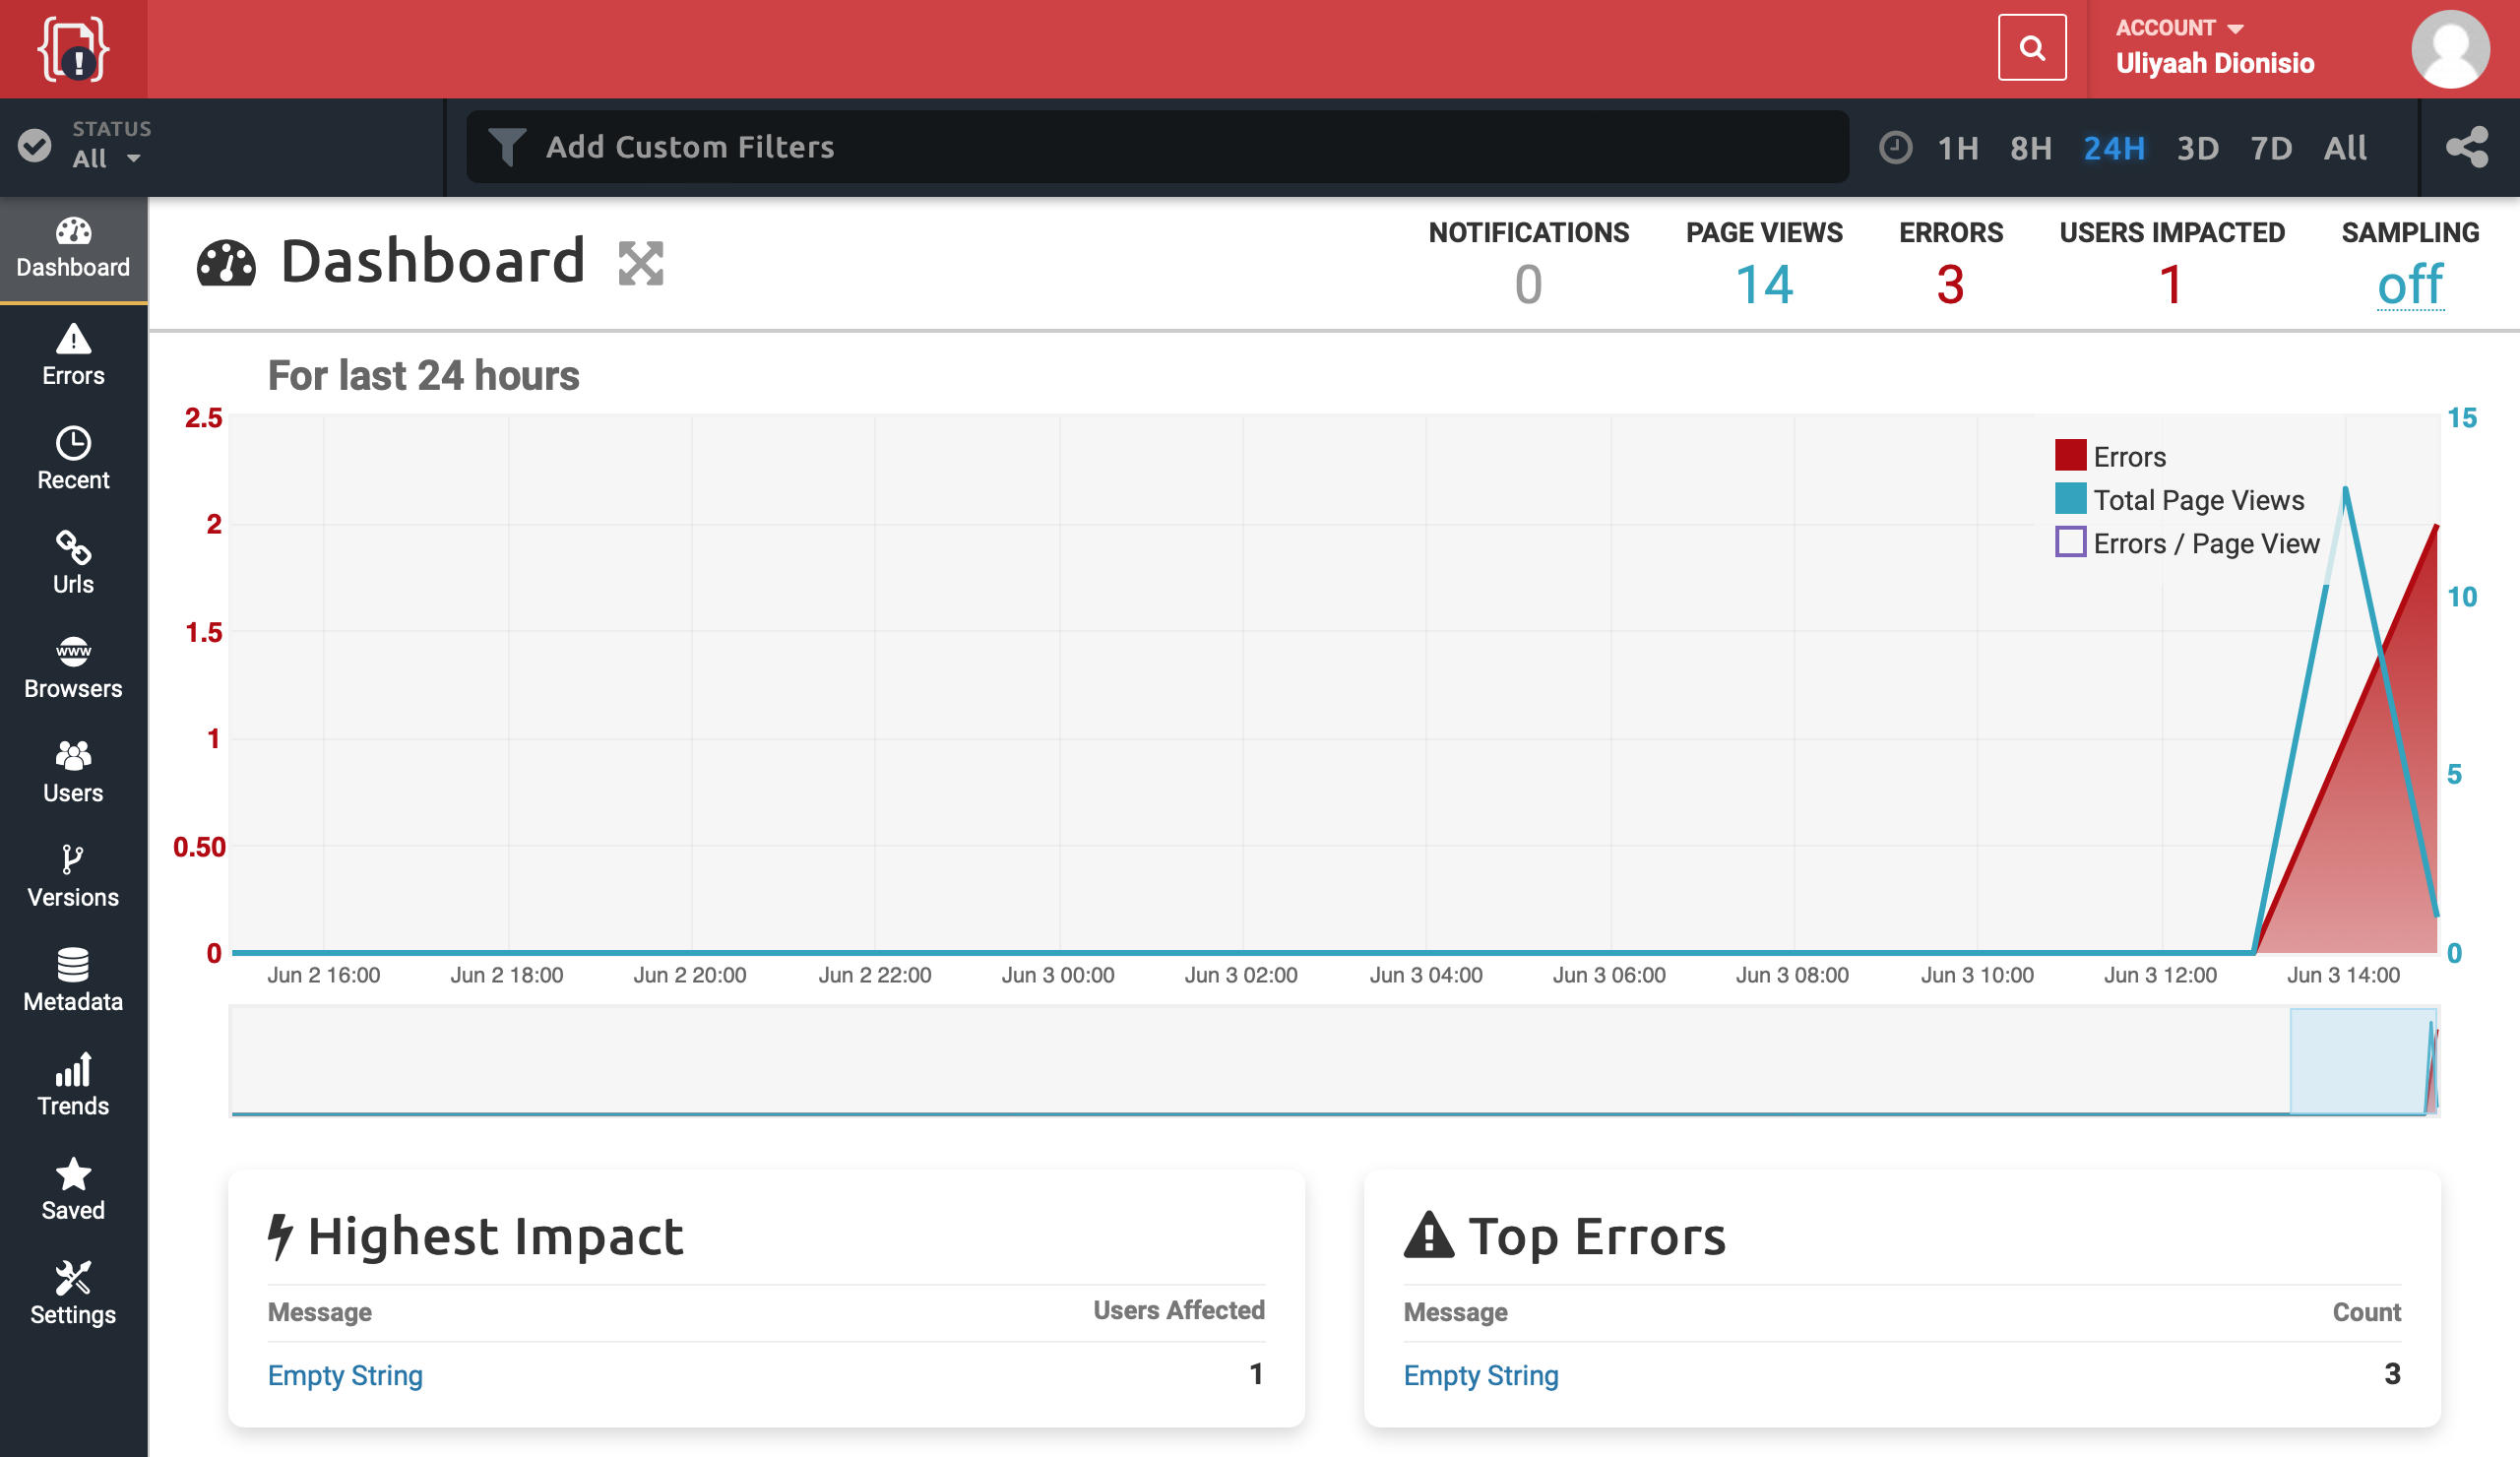 ACCOUNT
Uliyaah Dionisio
STATUS
All
Add Custom Filters
1H 8H 24H 3D 7D All
Dashboard
Errors
Recent
Urls
www
Browsers
Users
Versions
Metadata
Trends
Saved
Settings
Dashboard
NOTIFICATIONS
0
PAGE VIEWS
14
ERRORS
3
USERS IMPACTED
1
SAMPLING
off
For last 24 hours
2.5
2
1.5
1
0.50
0
15
10
5
0
Errors
Total Page Views
Errors / Page View
Jun 2 16:00 Jun 2 18:00 Jun 2 20:00 Jun 2 22:00 Jun 3 00:00 Jun 3 02:00 Jun 3 04:00 Jun 3 06:00 Jun 3 08:00 Jun 3 10:00 Jun 3 12:00 Jun 3 14:00
Highest Impact
Message Users Affected
Empty String 1
Top Errors
Message Count
Empty String 3